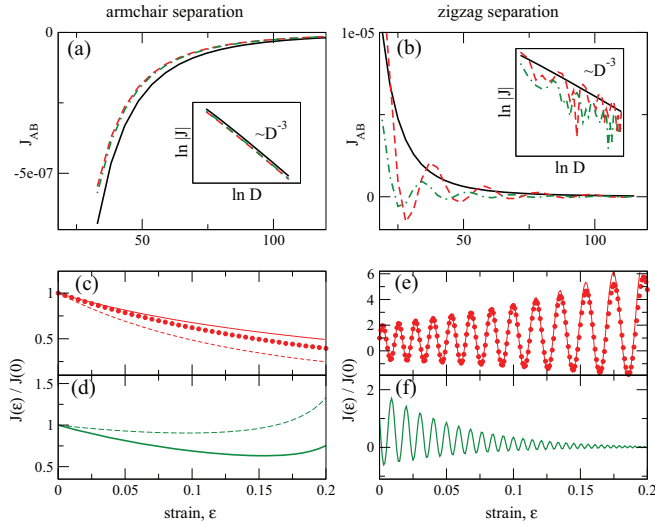 armchair separation
zigzag separation
0
(a)
J_AB
-5e-07
~D^-3
ln |J|
ln D
50
100
1e-05
(b)
J_AB
0
~D^-3
ln |J|
ln D
50
100
(c)
1
0.5
(d)
1.5
1
0.5
J(ε) / J(0)
0
0.05
0.1
0.15
0.2
strain, ε
(e)
6
4
2
0
(f)
2
0
J(ε) / J(0)
0
0.05
0.1
0.15
0.2
strain, ε